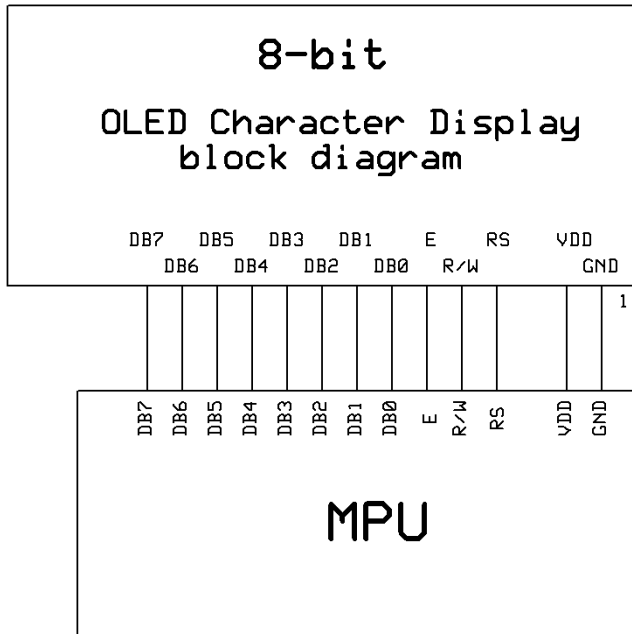 8-bit
OLED Character Display
block diagram
DB7 DB5 DB3 DB1 E RS VDD
DB6 DB4 DB2 DB0 R/W GND
1
DB7 DB6 DB5 DB4 DB3 DB2 DB1 DB0 E R/W RS VDD GND
MPU